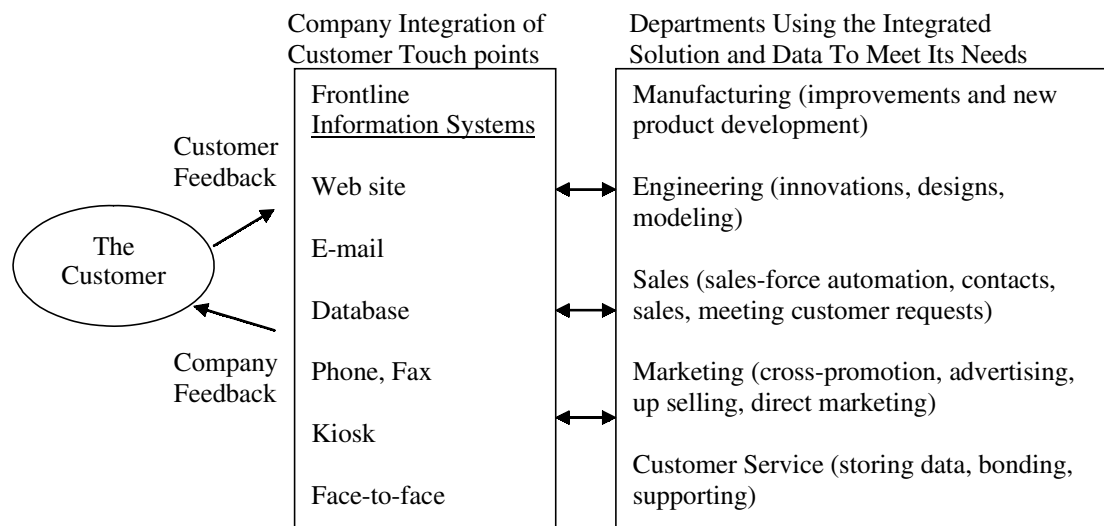 Company Integration of
Customer Touch points
Departments Using the Integrated
Solution and Data To Meet Its Needs
Customer
Feedback
The
Customer
Company
Feedback
Frontline
Information Systems
Web site
E-mail
Database
Phone, Fax
Kiosk
Face-to-face
Manufacturing (improvements and new
product development)
Engineering (innovations, designs,
modeling)
Sales (sales-force automation, contacts,
sales, meeting customer requests)
Marketing (cross-promotion, advertising,
up selling, direct marketing)
Customer Service (storing data, bonding,
supporting)